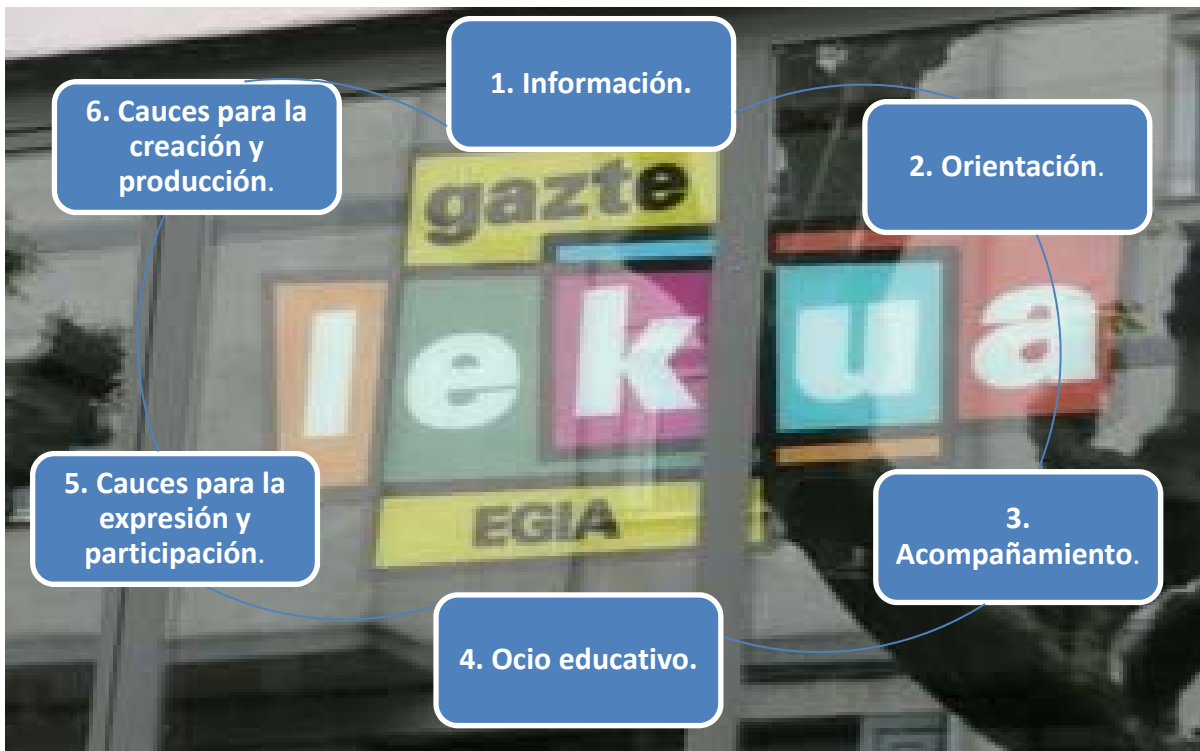 1. Información.
2. Orientación.
3.
Acompañamiento.
4. Ocio educativo.
5. Cauces para la
expresión y
participación.
6. Cauces para la
creación y
producción.
gazte
lekua
EGIA